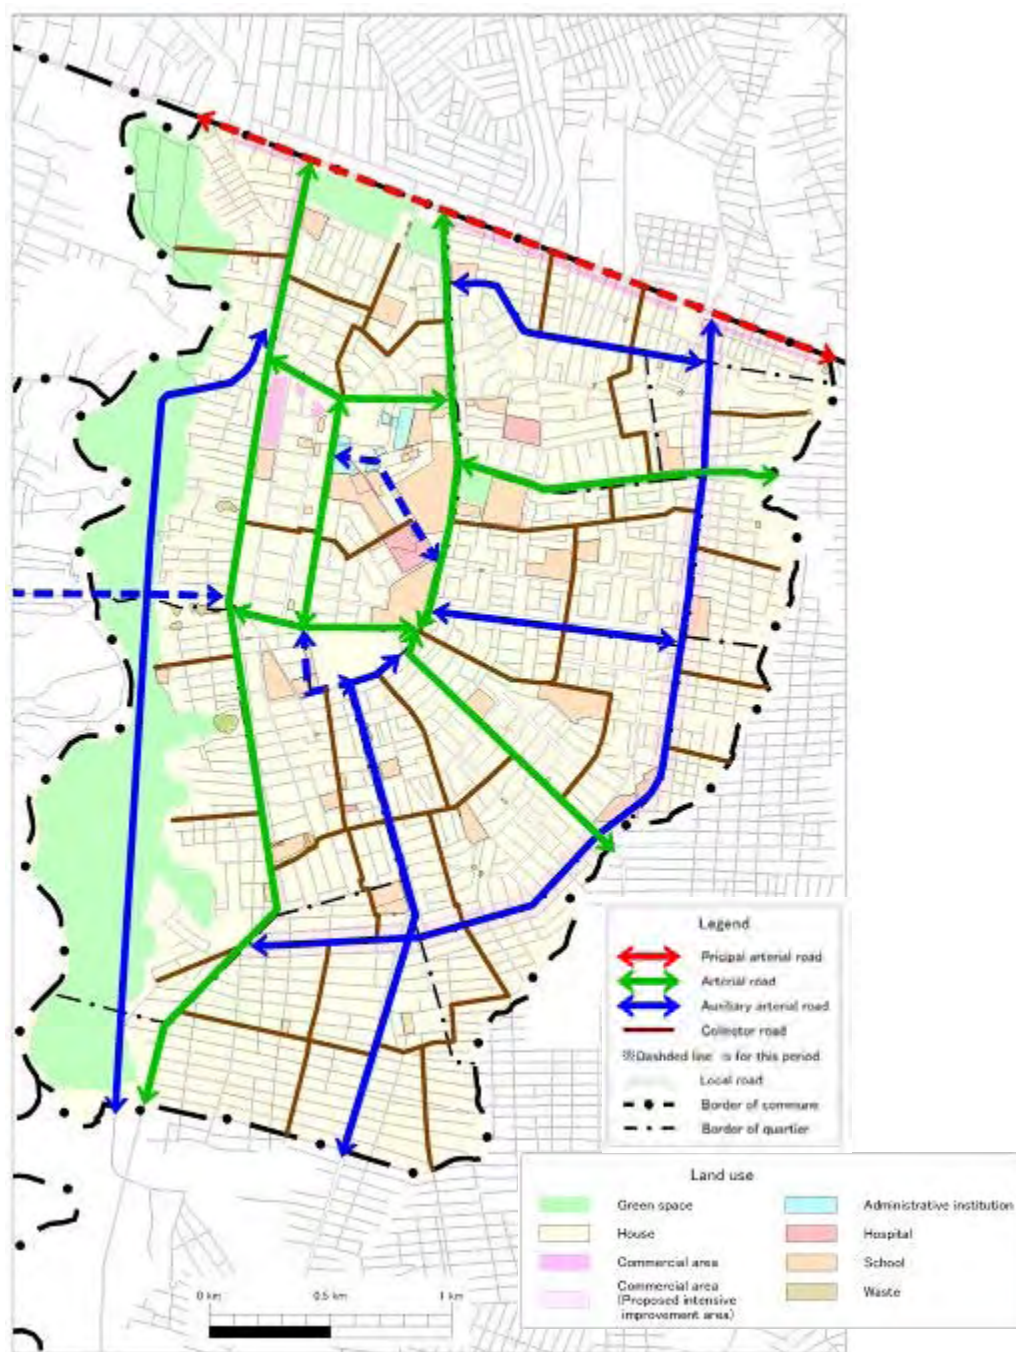 0 km
0.5 km
1 km
Legend
Pricipal arterial road
Arterial road
Auxiliary arterial road
Collector road
※Dashded line is for this period
Local road
Border of commune
Border of quartier
Land use
Green space
House
Commercial area
Commercial area
(Proposed intensive
improvement area)
Administrative institution
Hospital
School
Waste